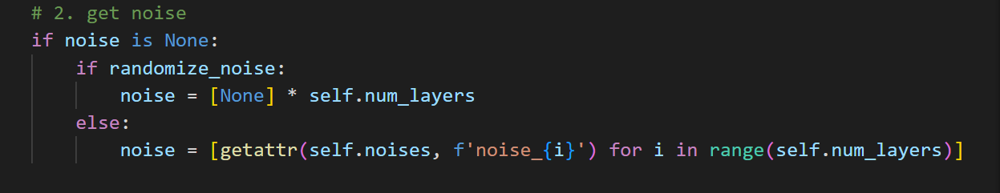 # 2. get noise
if noise is None:
if randomize_noise:
noise = [None] * self.num_layers
else:
noise = [getattr(self.noises, f'noise_{i}') for i in range(self.num_layers)]